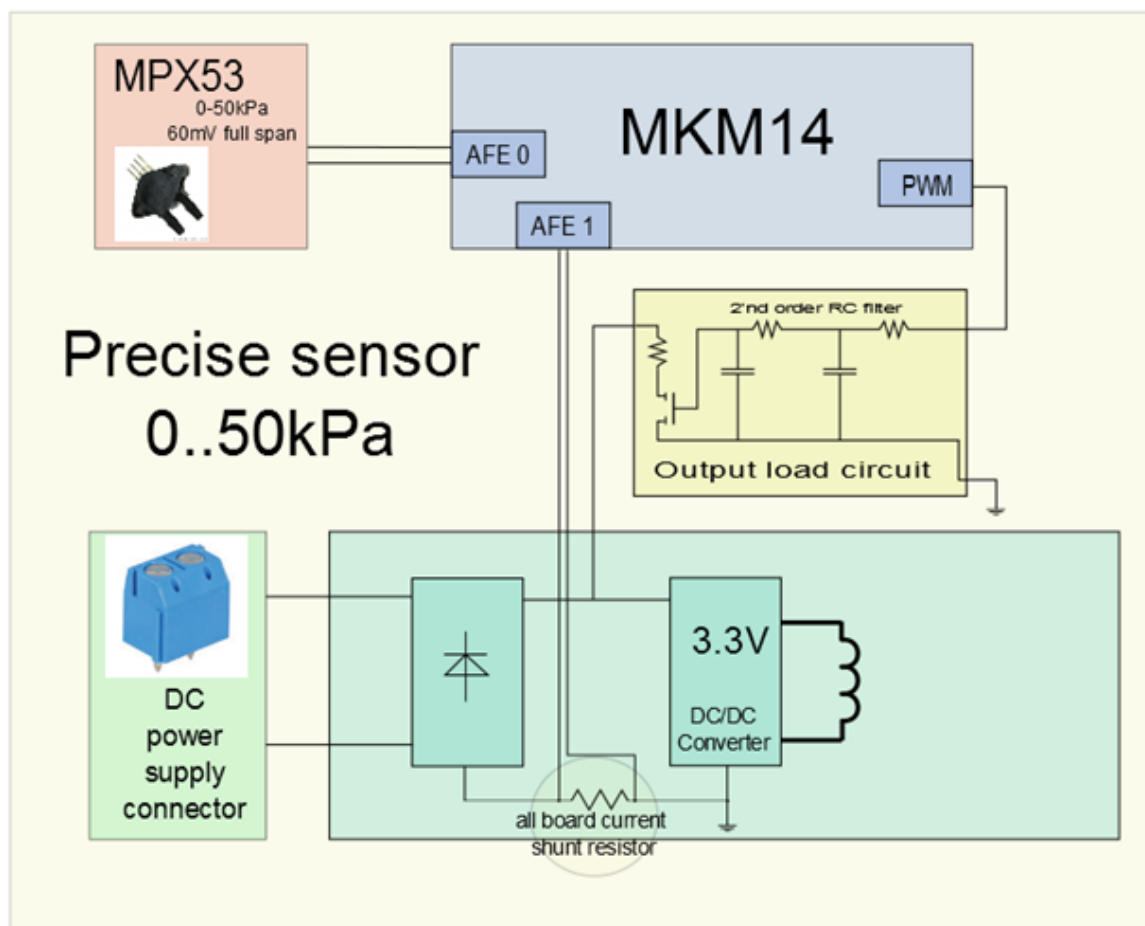 MPX53
0-50kPa
60mV full span
MKM14
AFE 0
AFE 1
PWM
2'nd order RC filter
Output load circuit
Precise sensor
0..50kPa
DC
power
supply
connector
3.3V
DC/DC
Converter
all board current
shunt resistor